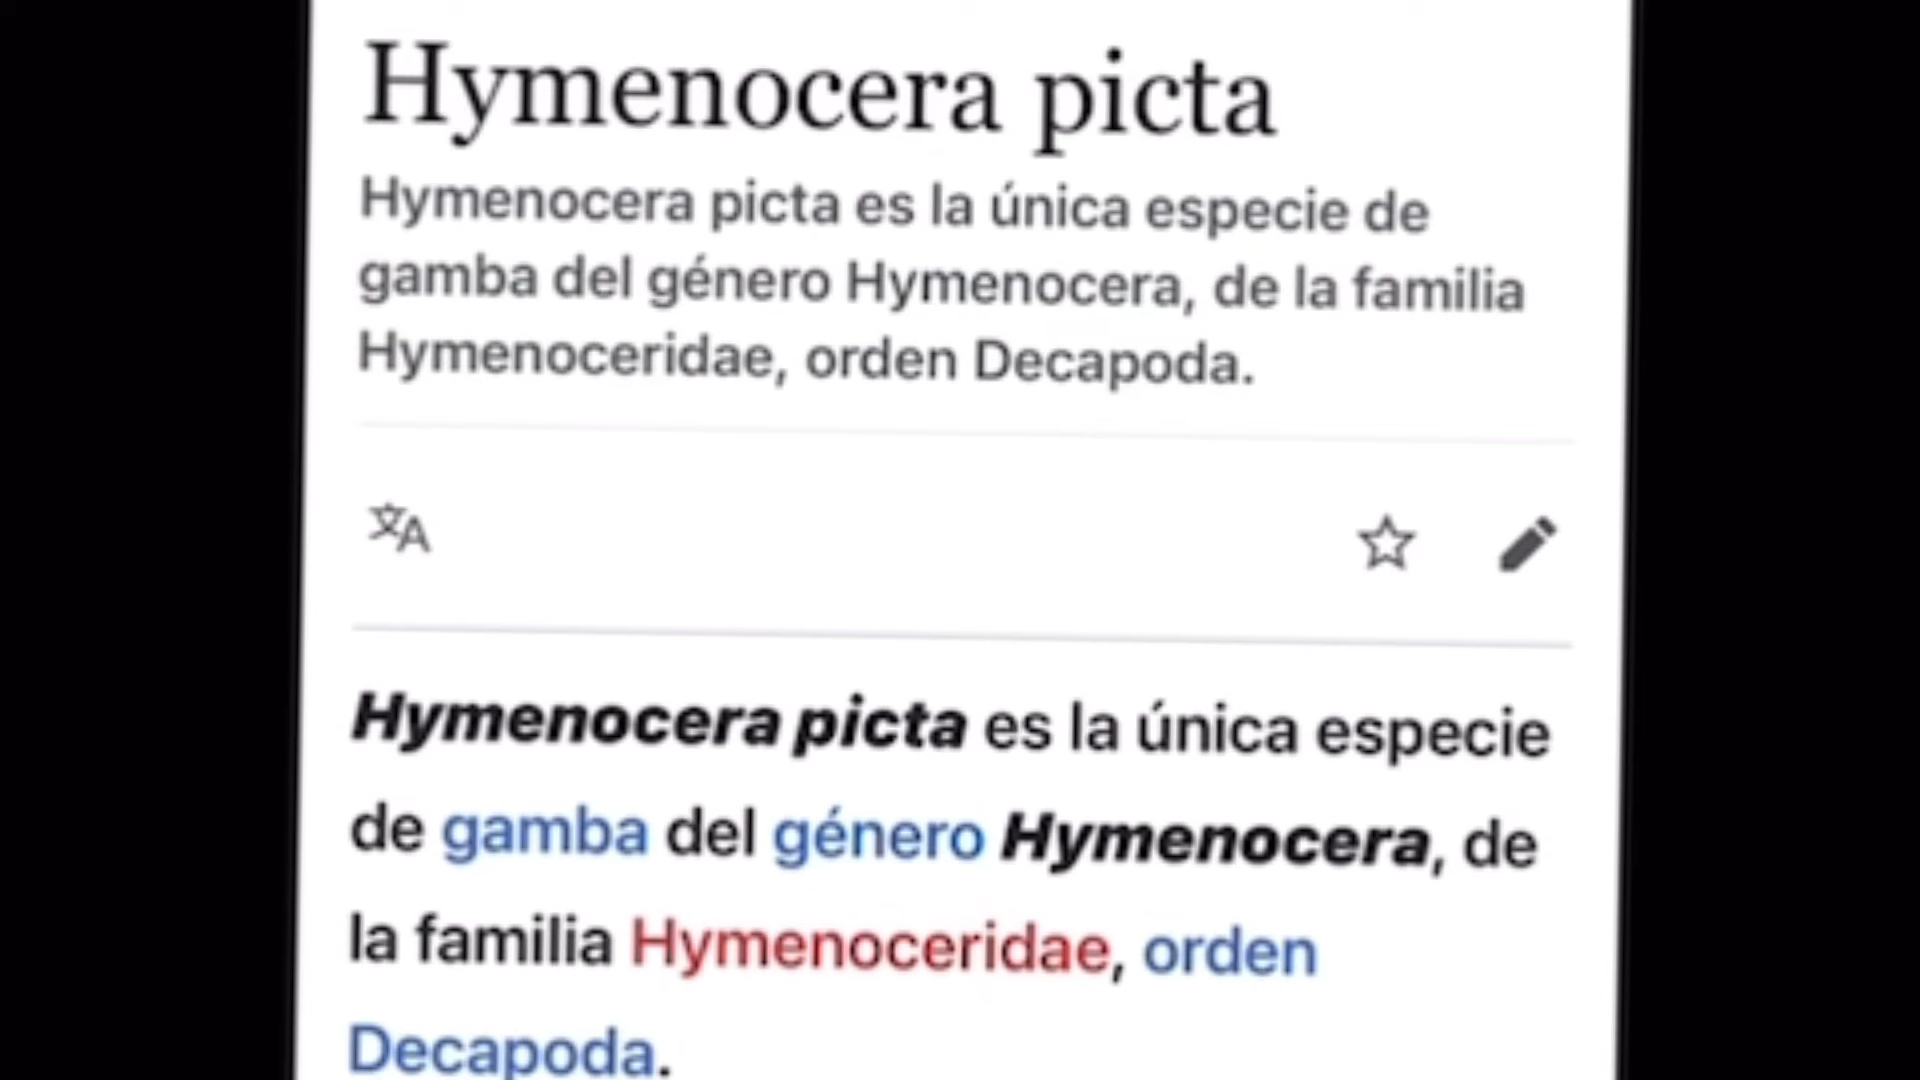 Hymenocera picta
Hymenocera picta es la única especie de
gamba del género Hymenocera, de la familia
Hymenoceridae, orden Decapoda.
Hymenocera picta es la única especie
de gamba del género Hymenocera, de
la familia Hymenoceridae, orden
Decapoda.